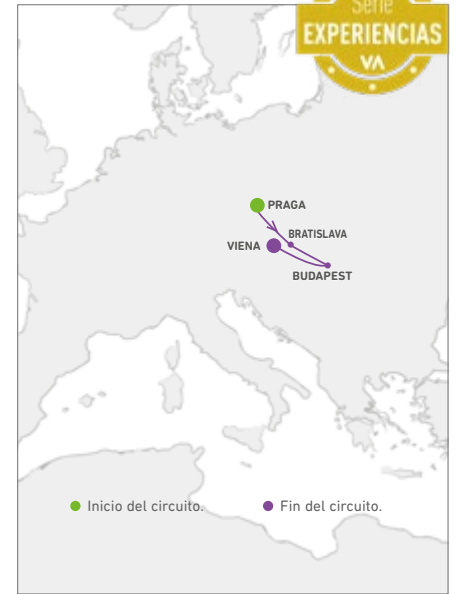 Serie
EXPERIENCIAS
VA
PRAGA
BRATISLAVA
VIENA
BUDAPEST
Inicio del circuito.
Fin del circuito.